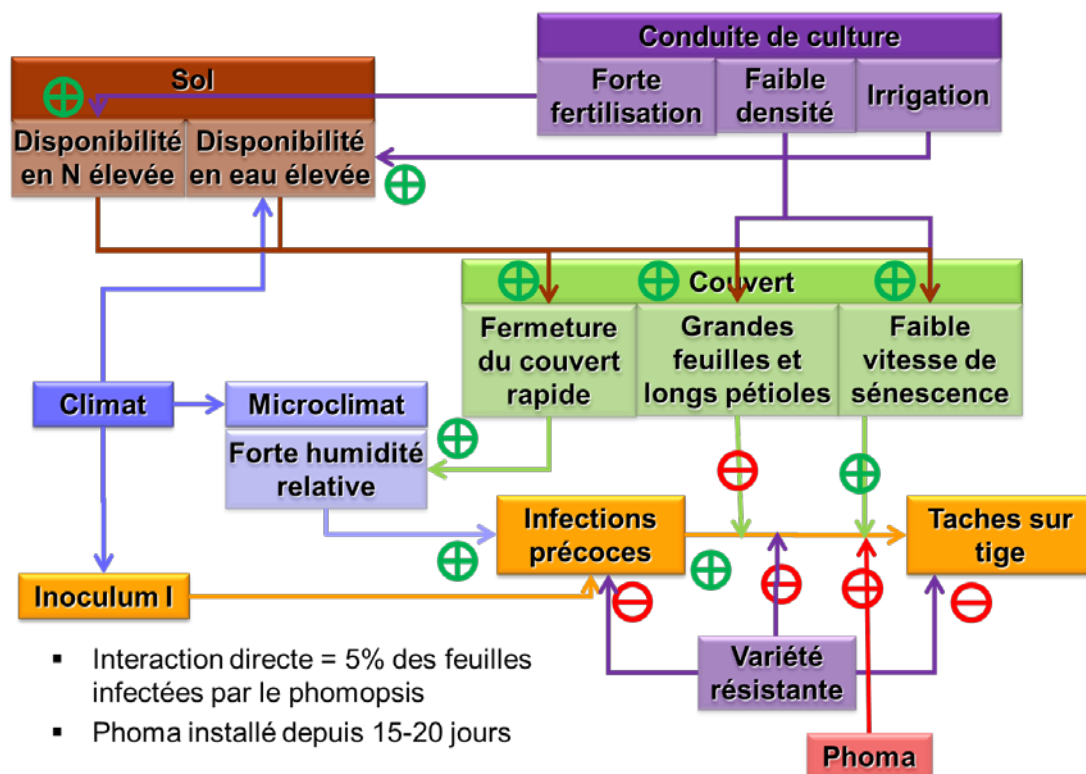 Conduite de culture
Forte
fertilisation
Faible
densité
Irrigation
Sol
Disponibilité
en N élevée
Disponibilité
en eau élevée
Couvert
Fermeture
du couvert
rapide
Grandes
feuilles et
longs pétioles
Faible
vitesse de
sénescence
Climat
Microclimat
Forte humidité
relative
Infections
précoces
Taches sur
tige
Inoculum I
Variété
résistante
Phoma
▪ Interaction directe = 5% des feuilles
infectées par le phomopsis
▪ Phoma installé depuis 15-20 jours